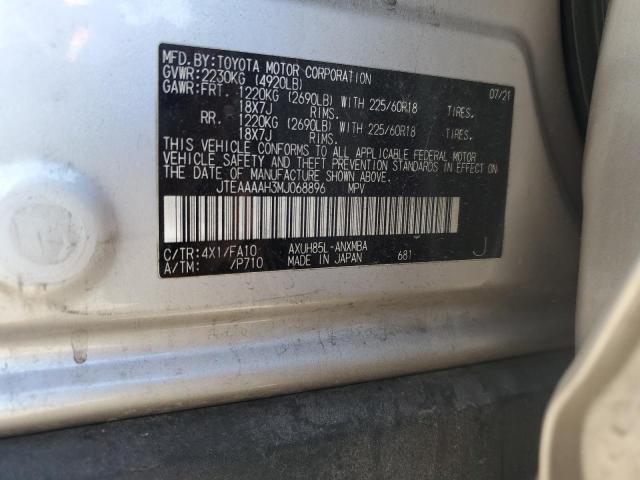 MFD.BY:TOYOTA MOTOR CORPORATION 07/21
GVWR:2230KG (4920LB)
GAWR:FRT. 1220KG (2690LB) WITH 225/60R18 TIRES.
18X7J RIMS.
RR. 1220KG (2690LB) WITH 225/60R18 TIRES.
18X7J RIMS.
THIS VEHICLE CONFORMS TO ALL APPLICABLE FEDERAL MOTOR
VEHICLE SAFETY AND THEFT PREVENTION STANDARDS IN EFFECT ON
THE DATE OF MANUFACTURE SHOWN ABOVE.
JTEAAAAH3MJ068896 MPV
C/TR:4X1/FA10 AXUH85L-ANXMBA
A/TM: /P710 MADE IN JAPAN 681 J